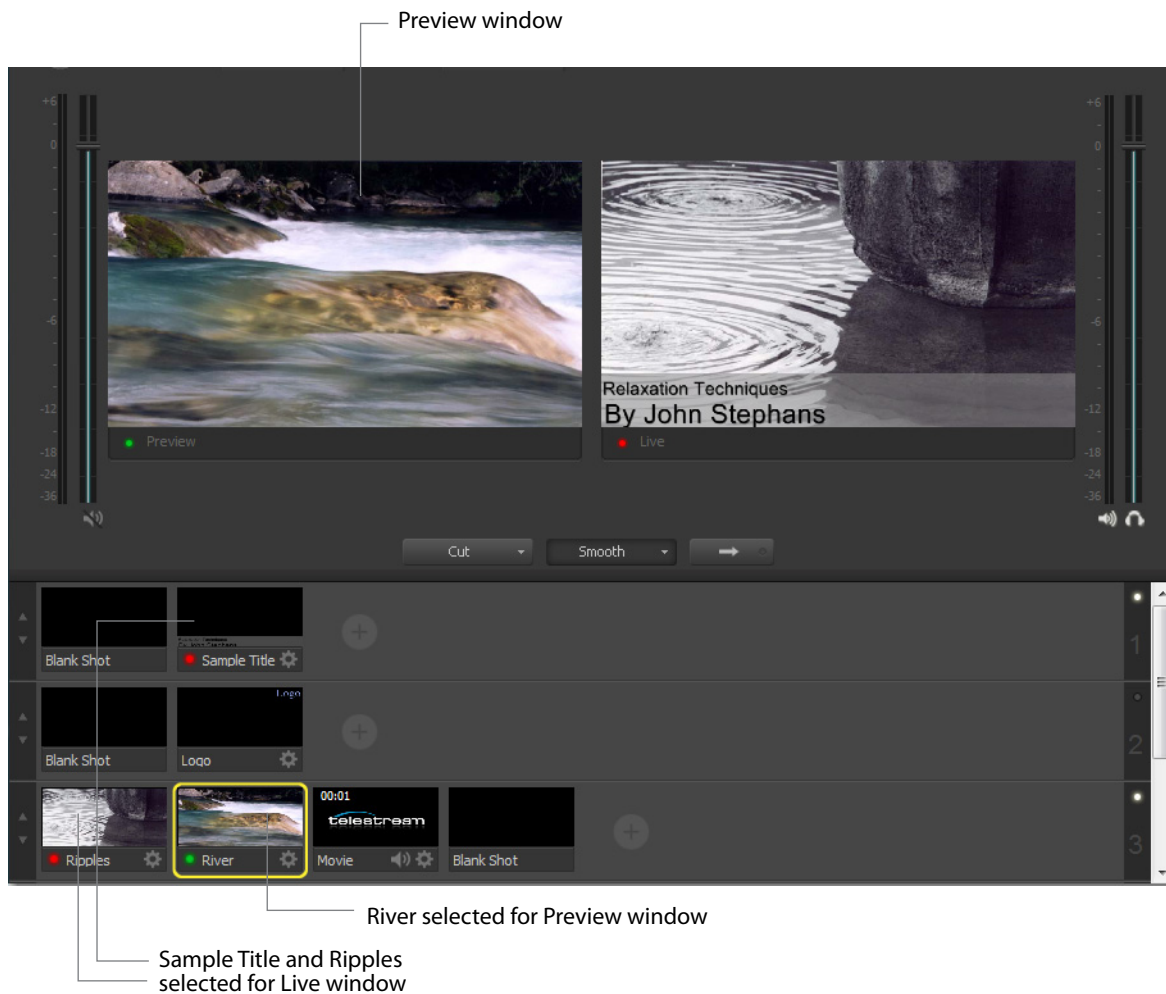 Preview window
+6
+6
0
0
-6
-6
Relaxation Techniques
By John Stephans
-12
-12
Preview
Live
-18
-18
-24
-24
-36
-36
Cut
Smooth
Blank Shot
Sample Title
1
Logo
Blank Shot
Logo
2
00:01
telestream
Ripples
River
Movie
Blank Shot
3
River selected for Preview window
Sample Title and Ripples
selected for Live window